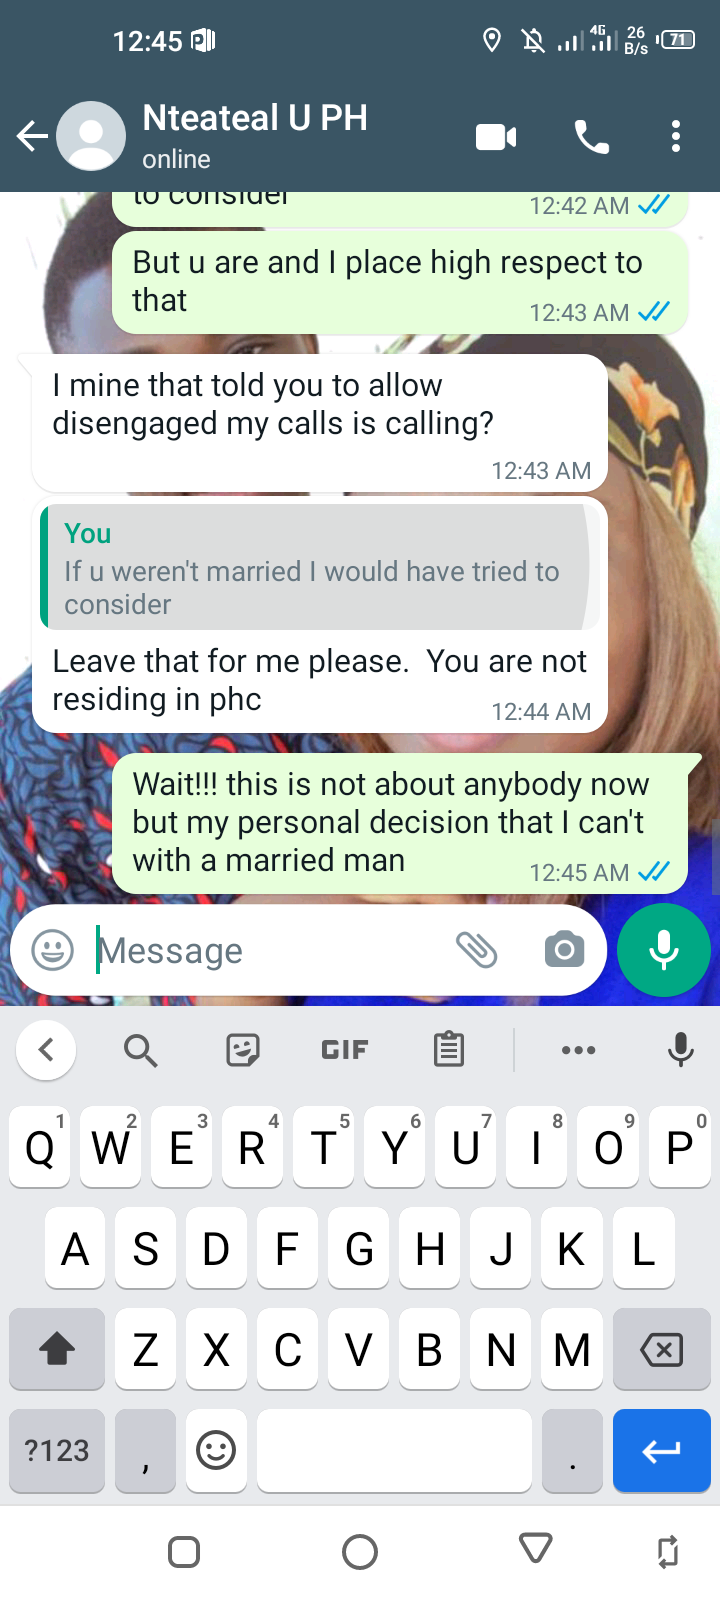 12:45
4G 26 B/s 71
Nteateal U PH
online
to consider
12:42 AM
But u are and I place high respect to
that
12:43 AM
I mine that told you to allow
disengaged my calls is calling?
12:43 AM
You
If u weren't married I would have tried to
consider
Leave that for me please.  You are not
residing in phc
12:44 AM
Wait!!! this is not about anybody now
but my personal decision that I can't
with a married man
12:45 AM
Message
GIF
1 2 3 4 5 6 7 8 9 0
Q W E R T Y U I O P
A S D F G H J K L
Z X C V B N M
?123 , .